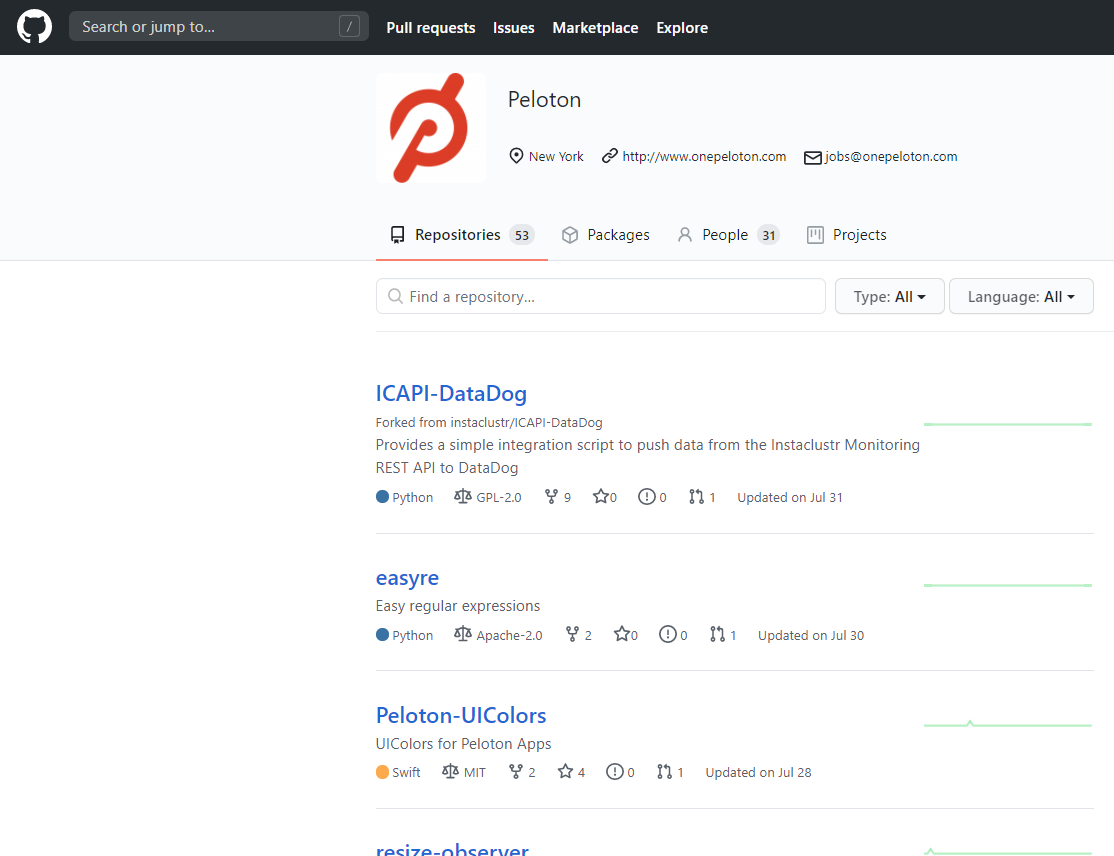 Search or jump to... /
Pull requests Issues Marketplace Explore
Peloton
New York http://www.onepeloton.com jobs@onepeloton.com
Repositories 53 Packages People 31 Projects
Find a repository... Type: All Language: All
ICAPI-DataDog
Forked from instaclustr/ICAPI-DataDog
Provides a simple integration script to push data from the Instaclustr Monitoring
REST API to DataDog
Python GPL-2.0 9 0 0 1 Updated on Jul 31
easyre
Easy regular expressions
Python Apache-2.0 2 0 0 1 Updated on Jul 30
Peloton-UIColors
UIColors for Peloton Apps
Swift MIT 2 4 0 1 Updated on Jul 28
resize-observer